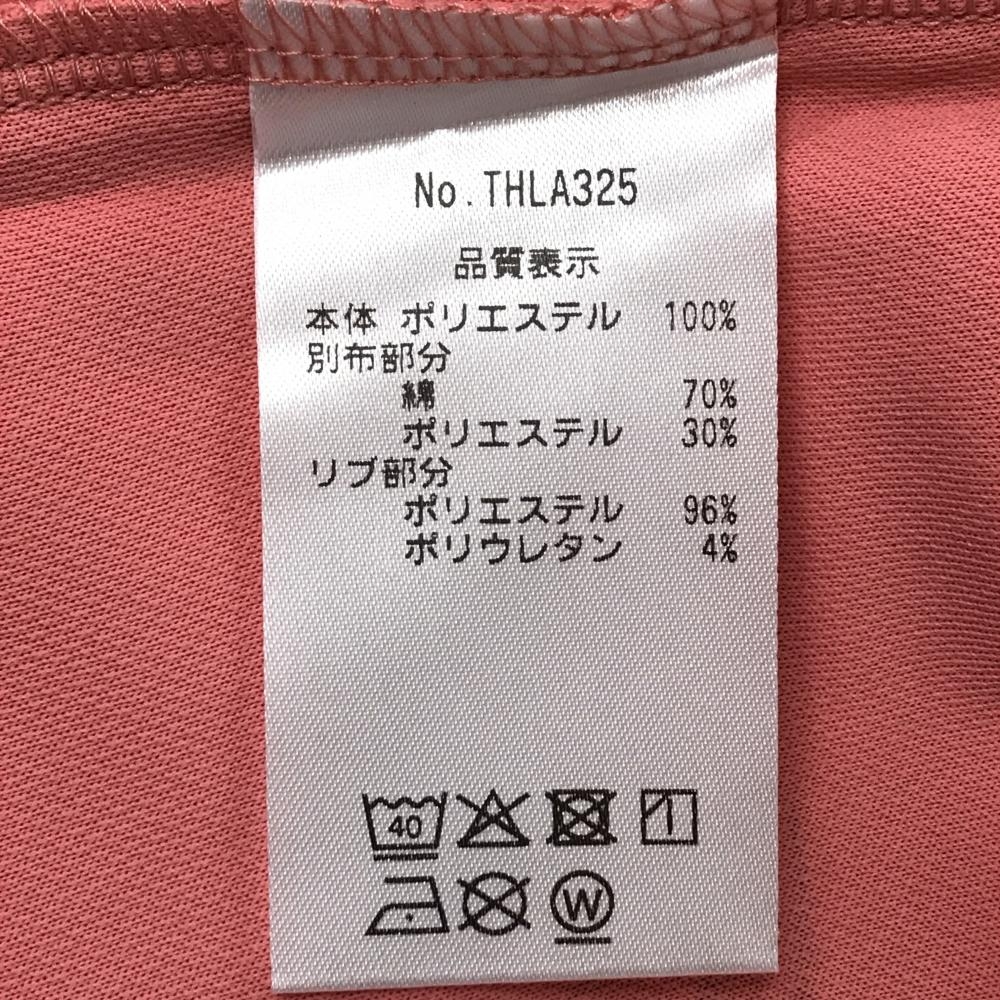 No.THLA325
品質表示
本体 ポリエステル 100%
別布部分
綿 70%
ポリエステル 30%
リブ部分
ポリエステル 96%
ポリウレタン 4%
40
W